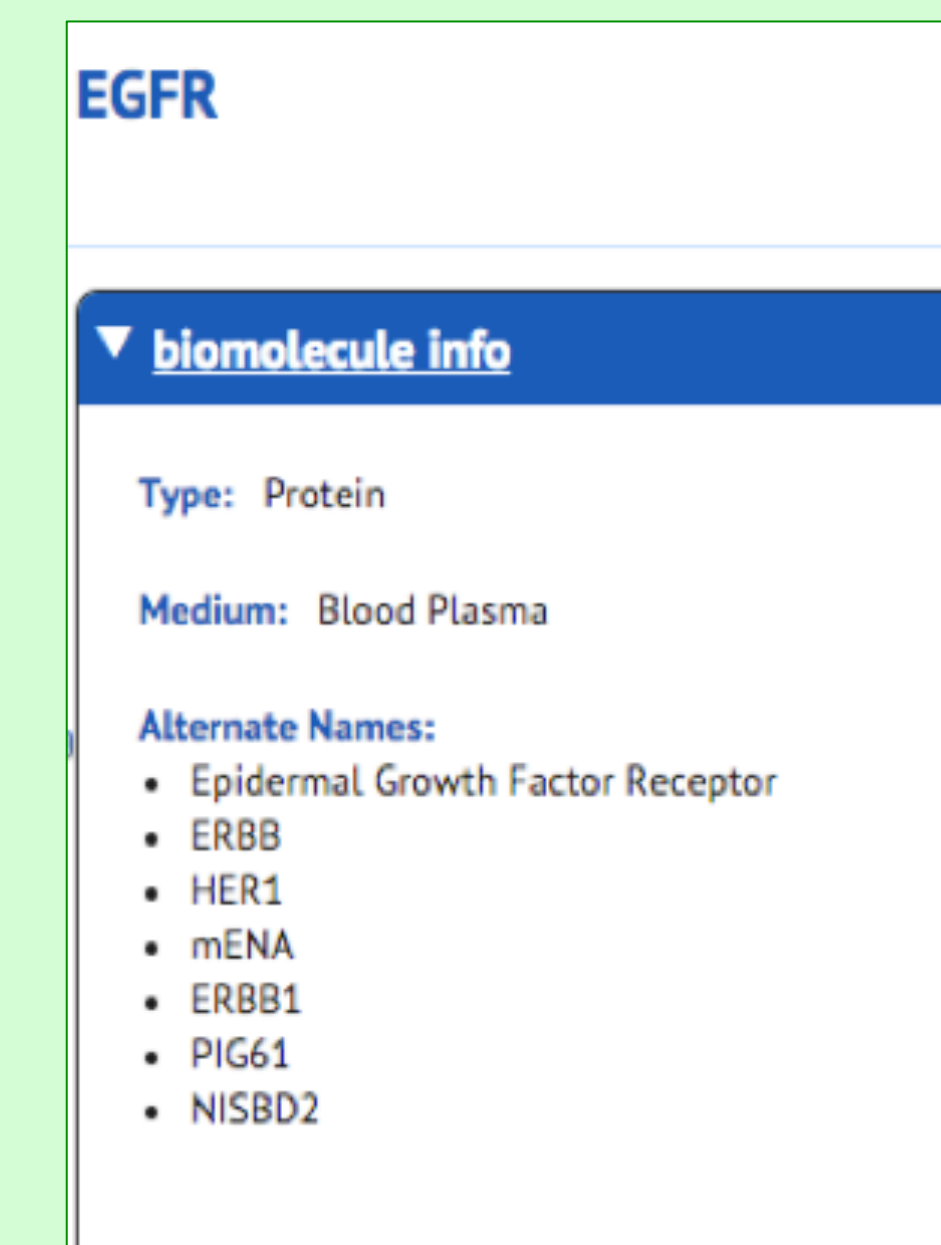 EGFR
▼ biomolecule info
Type: Protein
Medium: Blood Plasma
Alternate Names:
• Epidermal Growth Factor Receptor
• ERBB
• HER1
• mENA
• ERBB1
• PIG61
• NISBD2